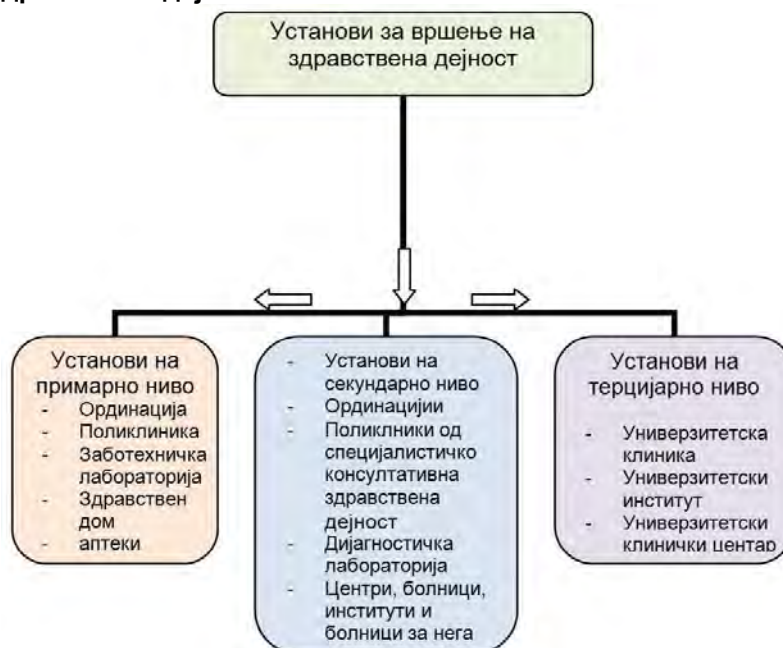 Установи за вршење на
здравствена дејност
Установи на
примарно ниво
- Ординација
- Поликлиника
- Заботехничка
лабораторија
- Здравствен
дом
- аптеки
- Установи на
секундарно ниво
- Ординацијии
- Поликлники од
специјалистичко
консултативна
здравствена
дејност
- Дијагностичка
лабораторија
- Центри, болници,
институти и
болници за нега
Установи на
терцијарно ниво
- Универзитетска
клиника
- Универзитетски
институт
- Универзитетски
клинички центар